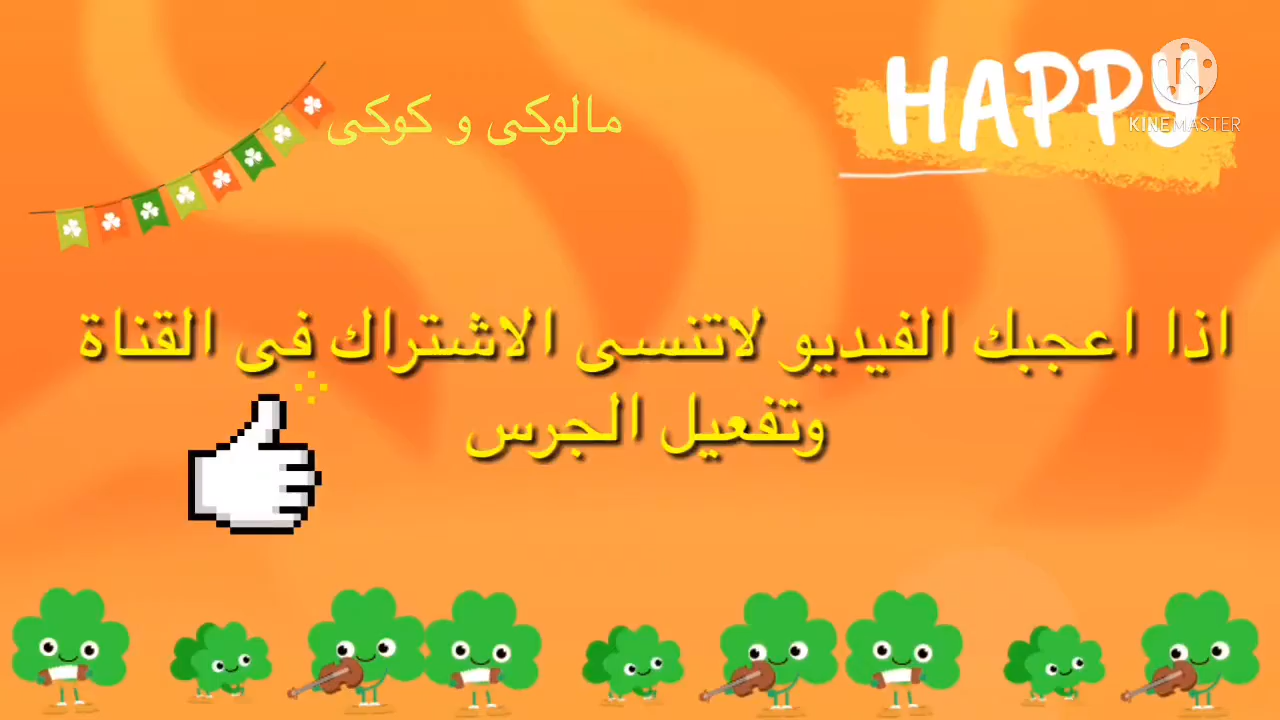 HAPPY
KINEMASTER
مالوكى و كوكى
اذا اعجبك الفيديو لاتنسى الاشتراك فى القناة
وتفعيل الجرس